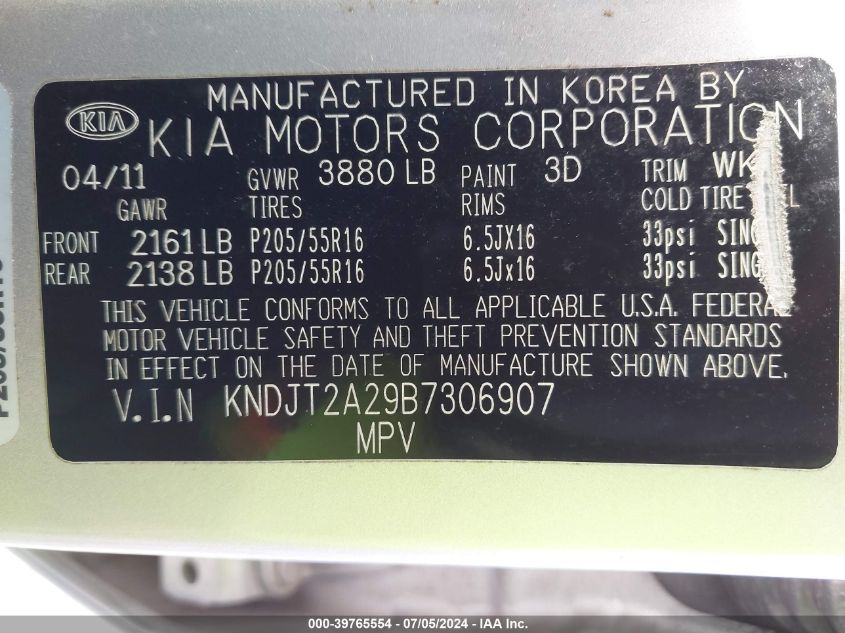 MANUFACTURED IN KOREA BY
KIA KIA MOTORS CORPORATION
04/11 GVWR 3880 LB PAINT 3D TRIM WK
GAWR TIRES RIMS COLD TIRE
FRONT 2161 LB P205/55R16 6.5JX16 33psi
REAR 2138 LB P205/55R16 6.5Jx16 33psi
THIS VEHICLE CONFORMS TO ALL APPLICABLE U.S.A. FEDERAL
MOTOR VEHICLE SAFETY AND THEFT PREVENTION STANDARDS
IN EFFECT ON THE DATE OF MANUFACTURE SHOWN ABOVE.
V.I.N KNDJT2A29B7306907
MPV
000-39765554 - 07/05/2024 - IAA Inc.